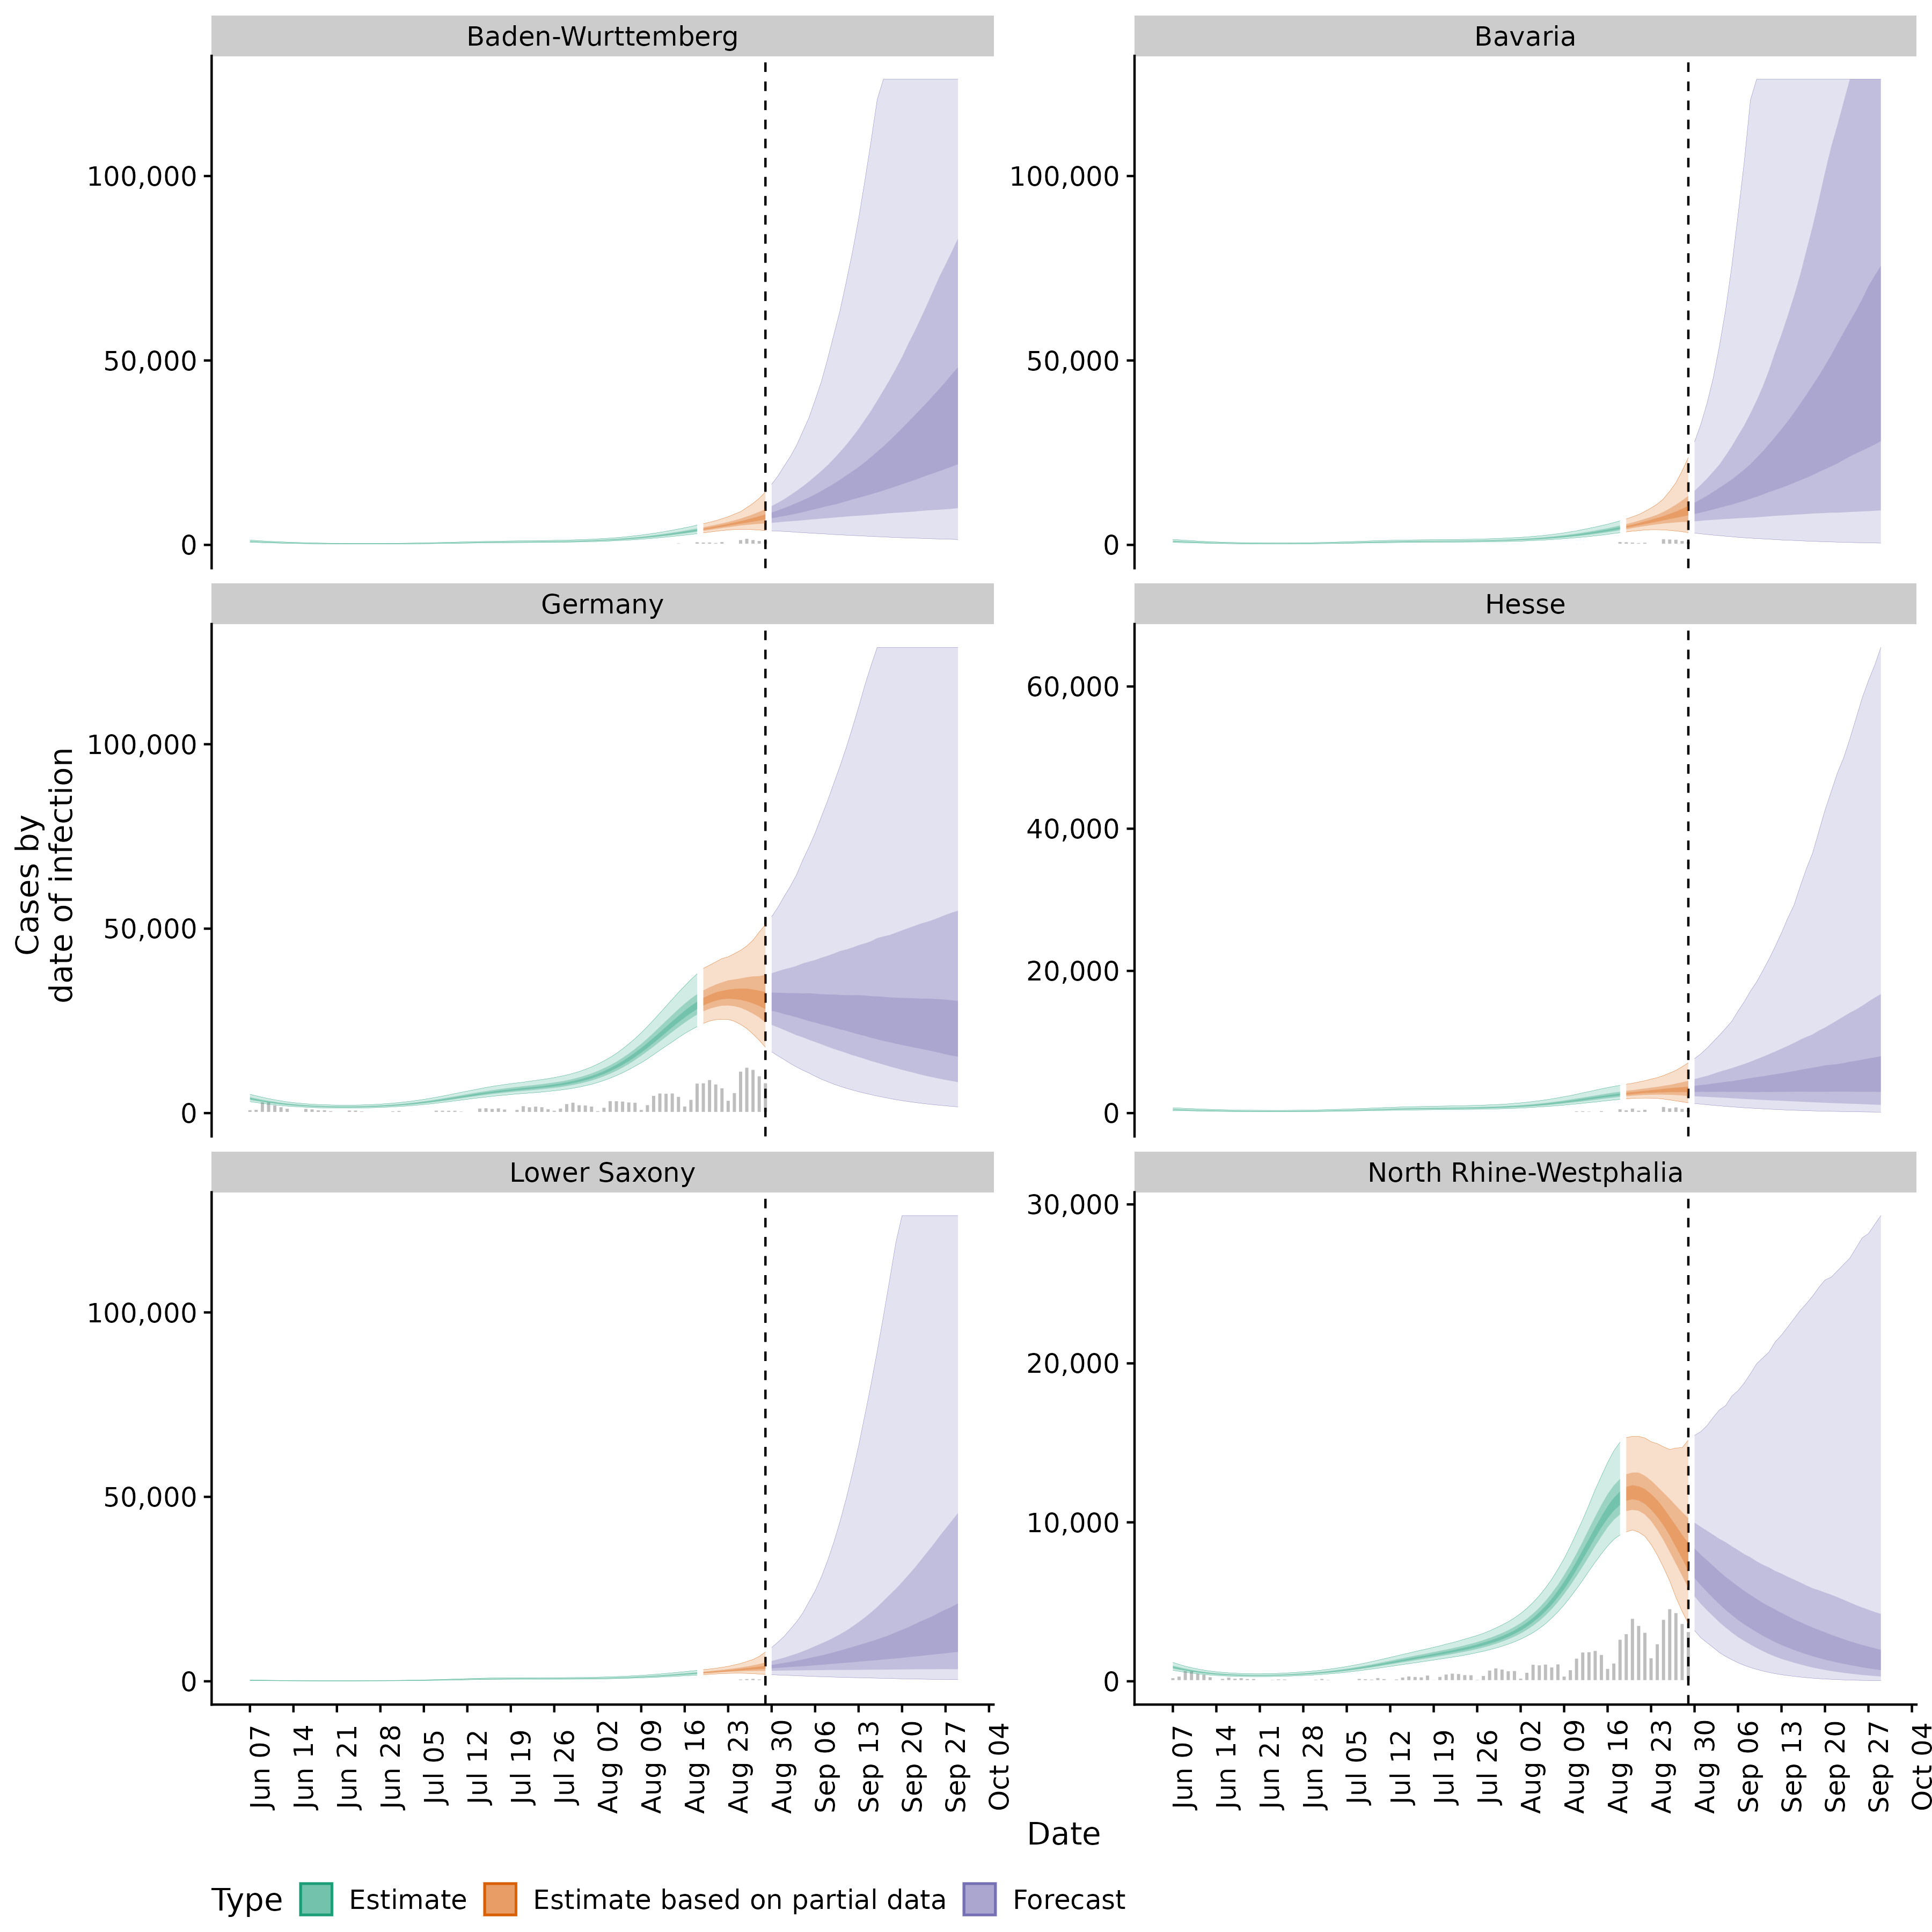 Baden-Wurttemberg
Bavaria
100,000
50,000
0
100,000
50,000
0
Germany
Hesse
Cases by
date of infection
100,000
50,000
0
60,000
40,000
20,000
0
Lower Saxony
North Rhine-Westphalia
100,000
50,000
0
30,000
20,000
10,000
0
Jun 07
Jun 14
Jun 21
Jun 28
Jul 05
Jul 12
Jul 19
Jul 26
Aug 02
Aug 09
Aug 16
Aug 23
Aug 30
Sep 06
Sep 13
Sep 20
Sep 27
Oct 04
Jun 07
Jun 14
Jun 21
Jun 28
Jul 05
Jul 12
Jul 19
Jul 26
Aug 02
Aug 09
Aug 16
Aug 23
Aug 30
Sep 06
Sep 13
Sep 20
Sep 27
Oct 04
Date
Type Estimate Estimate based on partial data Forecast